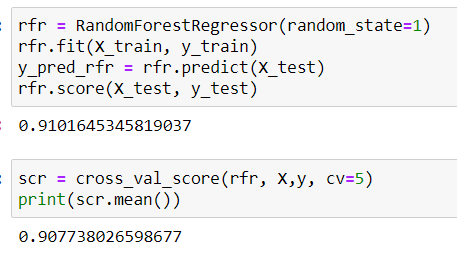 rfr = RandomForestRegressor(random_state=1)
rfr.fit(X_train, y_train)
y_pred_rfr = rfr.predict(X_test)
rfr.score(X_test, y_test)
0.9101645345819037
scr = cross_val_score(rfr, X,y, cv=5)
print(scr.mean())
0.907738026598677